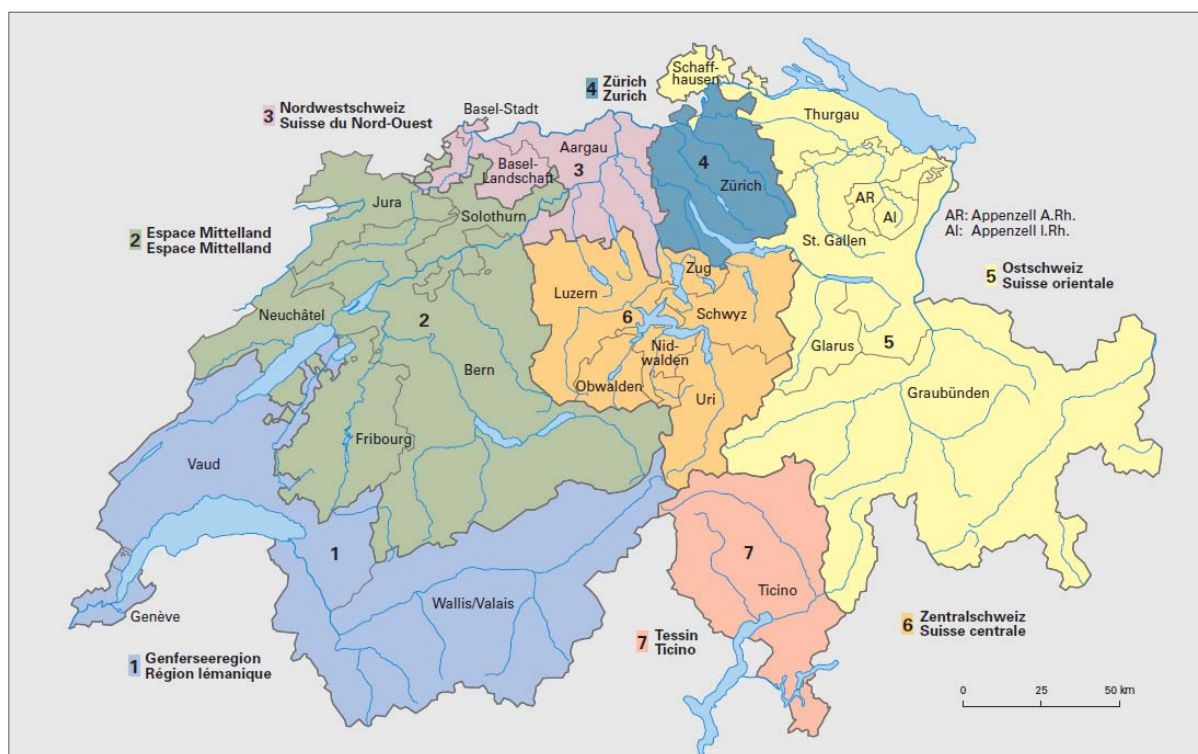 Schaff-
hausen
4 Zürich
Zurich
Basel-Stadt
3 Nordwestschweiz
Suisse du Nord-Ouest
Thurgau
Aargau
3
Basel-
Landschaft
4
Zürich
Jura
Solothurn
AR
AI
AR: Appenzell A.Rh.
AI: Appenzell I.Rh.
2 Espace Mittelland
Espace Mittelland
St. Gallen
5 Ostschweiz
Suisse orientale
Zug
Luzern
6
Schwyz
Neuchâtel
2
Glarus
5
Nid-
walden
Bern
Obwalden
Uri
Graubünden
Fribourg
Vaud
1
7
Ticino
Wallis/Valais
Genève
6 Zentralschweiz
Suisse centrale
7 Tessin
Ticino
1 Genferseeregion
Région lémanique
0 25 50 km